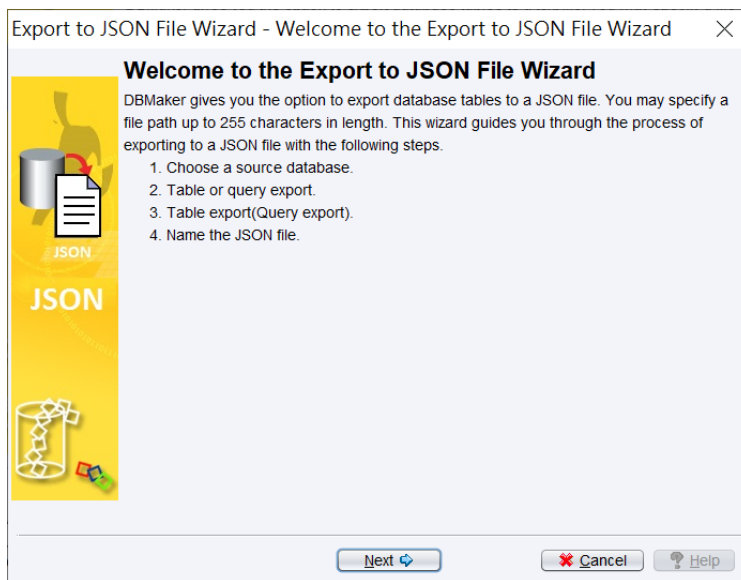 Export to JSON File Wizard - Welcome to the Export to JSON File Wizard
Welcome to the Export to JSON File Wizard
DBMaker gives you the option to export database tables to a JSON file. You may specify a
file path up to 255 characters in length. This wizard guides you through the process of
exporting to a JSON file with the following steps.
1. Choose a source database.
2. Table or query export.
3. Table export(Query export).
4. Name the JSON file.
JSON
JSON
Next
Cancel
Help